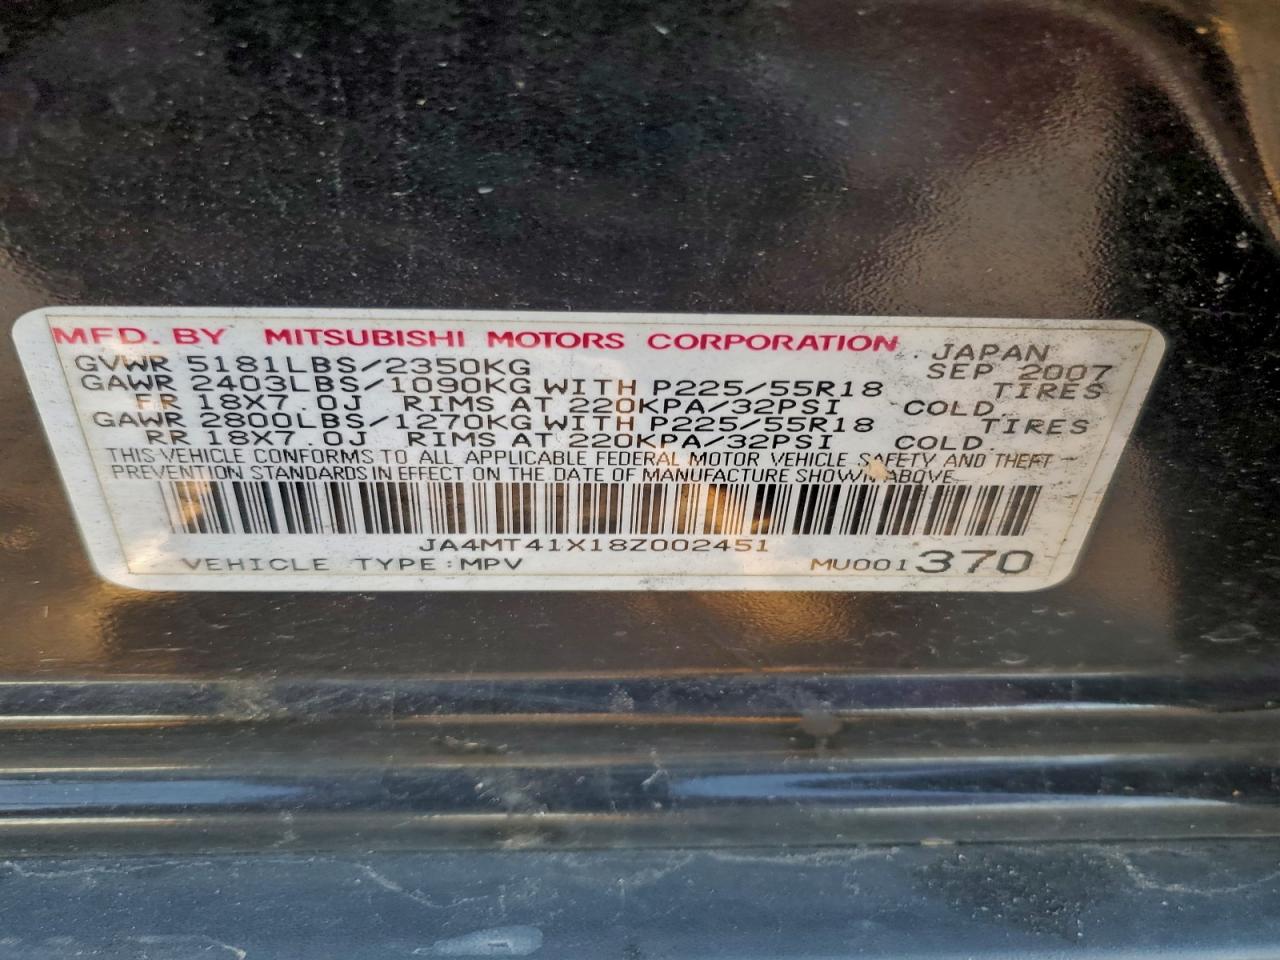 MFD. BY MITSUBISHI MOTORS CORPORATION JAPAN
GVWR 5181LBS/2350KG SEP 2007
GAWR 2403LBS/1090KG WITH P225/55R18 TIRES
FR 18X7.0J RIMS AT 220KPA/32PSI COLD.
GAWR 2800LBS/1270KG WITH P225/55R18 TIRES
RR 18X7.0J RIMS AT 220KPA/32PSI COLD.
THIS VEHICLE CONFORMS TO ALL APPLICABLE FEDERAL MOTOR VEHICLE SAFETY AND THEFT
PREVENTION STANDARDS IN EFFECT ON THE DATE OF MANUFACTURE SHOWN ABOVE.
JA4MT41X18Z002451
VEHICLE TYPE:MPV MU001370